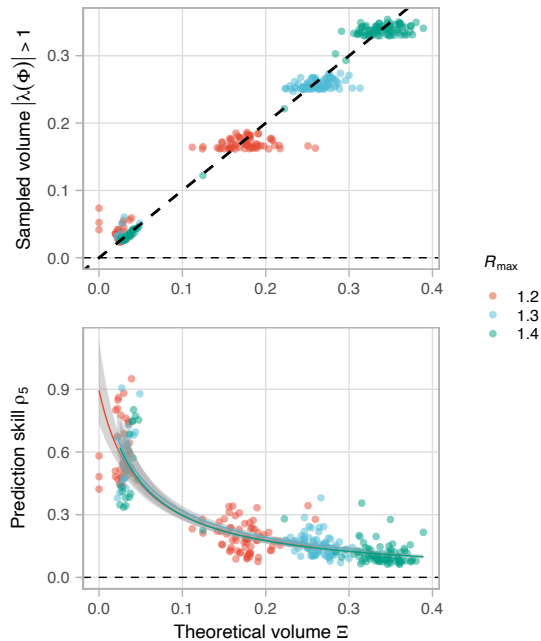 Sampled volume |λ(Φ)| > 1
0.3
0.2
0.1
0.0
0.0 0.1 0.2 0.3 0.4
R max
1.2
1.3
1.4
Prediction skill ρ5
0.9
0.6
0.3
0.0
0.0 0.1 0.2 0.3 0.4
Theoretical volume Ξ